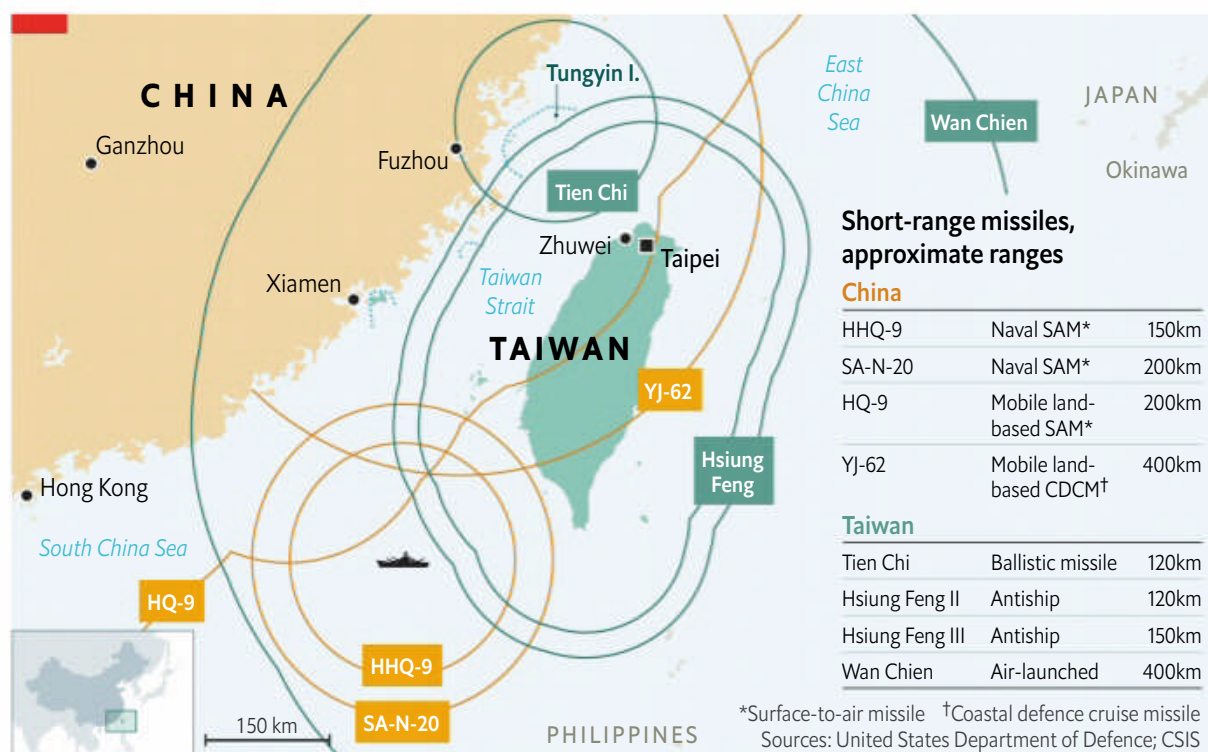 CHINA
Ganzhou
Fuzhou
Tungyin I.
East
China
Sea
JAPAN
Wan Chien
Okinawa
Tien Chi
Zhuwei
Taipei
Xiamen
Taiwan
Strait
TAIWAN
YJ-62
Hsiung
Feng
Hong Kong
South China Sea
HQ-9
HHQ-9
SA-N-20
150 km
PHILIPPINES
Short-range missiles,
approximate ranges
China
HHQ-9 Naval SAM* 150km
SA-N-20 Naval SAM* 200km
HQ-9 Mobile land- 200km
based SAM*
YJ-62 Mobile land- 400km
based CDCM†
Taiwan
Tien Chi Ballistic missile 120km
Hsiung Feng II Antiship 120km
Hsiung Feng III Antiship 150km
Wan Chien Air-launched 400km
*Surface-to-air missile †Coastal defence cruise missile
Sources: United States Department of Defence; CSIS